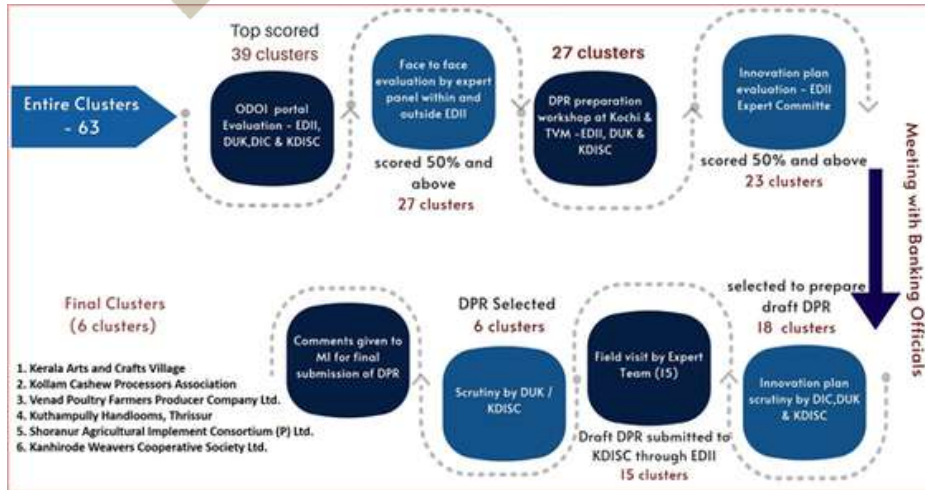 Entire Clusters
- 63
Top scored
39 clusters
ODOI portal
Evaluation - EDII,
DUK,DIC & KDISC
Face to face
evaluation by expert
panel within and
outside EDII
scored 50% and
above
27 clusters
27 clusters
DPR preparation
workshop at Kochi &
TVM -EDII, DUK &
KDISC
Innovation plan
evaluation - EDII
Expert Committe
scored 50% and above
23 clusters
Meeting with Banking Officials
selected to prepare
draft DPR
18 clusters
Innovation plan
scrutiny by DIC,DUK
& KDISC
Field visit by Expert
Team (15)
Draft DPR submitted to
KDISC through EDII
15 clusters
DPR Selected
6 clusters
Scrutiny by DUK /
KDISC
Comments given to
MI for final
submission of DPR
Final Clusters
(6 clusters)
1. Kerala Arts and Crafts Village
2. Kollam Cashew Processors Association
3. Venad Poultry Farmers Producer Company Ltd.
4. Kuthampully Handlooms, Thrissur
5. Shoranur Agricultural Implement Consortium (P) Ltd.
6. Kanhirode Weavers Cooperative Society Ltd.